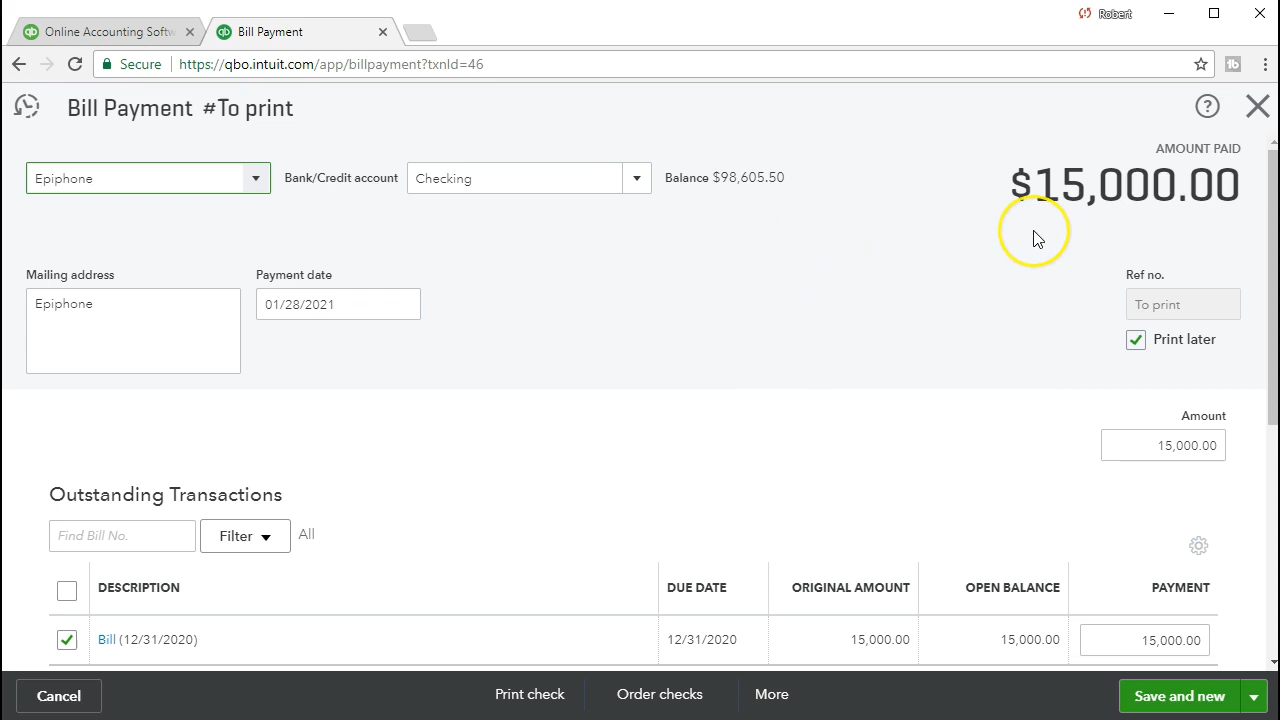 Online Accounting Softw
Bill Payment
Robert
Secure https://qbo.intuit.com/app/billpayment?txnId=46
Bill Payment #To print
AMOUNT PAID
$15,000.00
Epiphone
Bank/Credit account
Checking
Balance $98,605.50
Mailing address
Payment date
Ref no.
Epiphone
01/28/2021
To print
Print later
Amount
15,000.00
Outstanding Transactions
Find Bill No.
Filter
All
DESCRIPTION DUE DATE ORIGINAL AMOUNT OPEN BALANCE PAYMENT
Bill (12/31/2020) 12/31/2020 15,000.00 15,000.00 15,000.00
Cancel
Print check
Order checks
More
Save and new